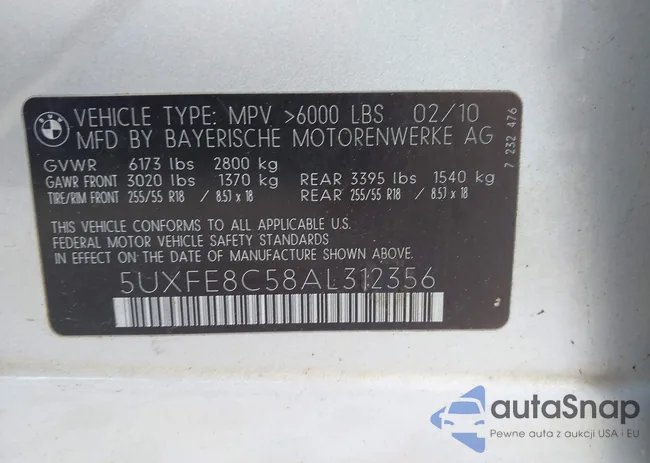 BMW
VEHICLE TYPE: MPV >6000 LBS 02/10
MFD BY BAYERISCHE MOTORENWERKE AG
GVWR 6173 lbs 2800 kg
GAWR FRONT 3020 lbs 1370 kg REAR 3395 lbs 1540 kg
TIRE/RIM FRONT 255/55 R18 / 8.5J x 18 REAR 255/55 R18 / 8.5J x 18
THIS VEHICLE CONFORMS TO ALL APPLICABLE U.S.
FEDERAL MOTOR VEHICLE SAFETY STANDARDS
IN EFFECT ON THE DATE OF MANUFACTURE SHOWN ABOVE.
5UXFE8C58AL312356
7 232 476
autaSnap
Pewne auta z aukcji USA i EU